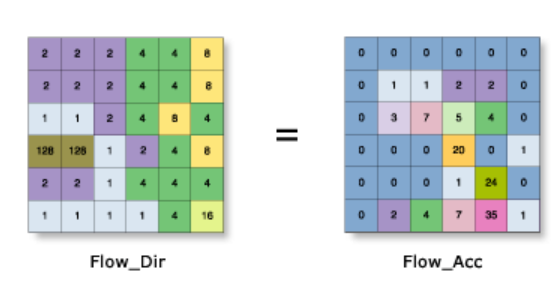 2 2 2 4 4 8
2 2 2 4 4 8
1 1 2 4 8 4
128 128 1 2 4 8
2 2 1 4 4 4
1 1 1 1 4 16
Flow_Dir
=
0 0 0 0 0 0
0 1 1 2 2 0
0 3 7 5 4 0
0 0 0 20 0 1
0 0 0 1 24 0
0 2 4 7 35 1
Flow_Acc